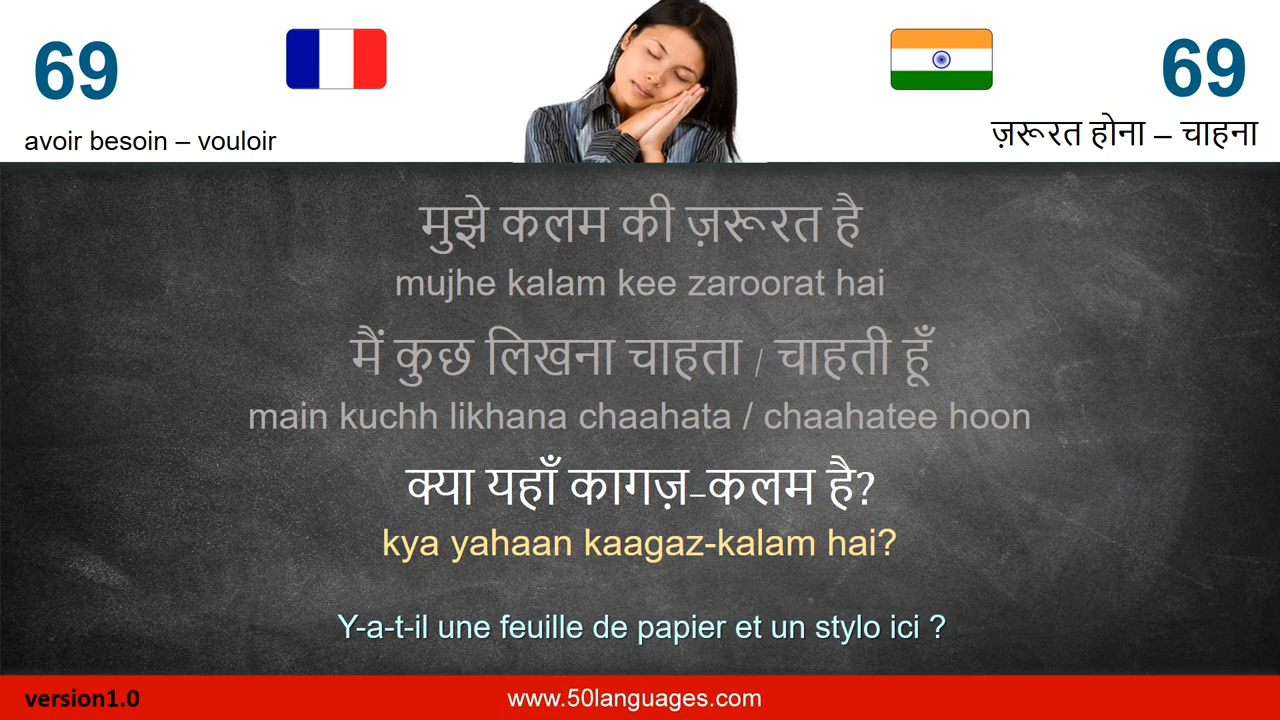 69
69
avoir besoin – vouloir
ज़रूरत होना – चाहना
मुझे कलम की ज़रूरत है
mujhe kalam kee zaroorat hai
मैं कुछ लिखना चाहता / चाहती हूँ
main kuchh likhana chaahata / chaahatee hoon
क्या यहाँ कागज़–कलम है?
kya yahaan kaagaz-kalam hai?
Y-a-t-il une feuille de papier et un stylo ici ?
version1.0
www.50languages.com